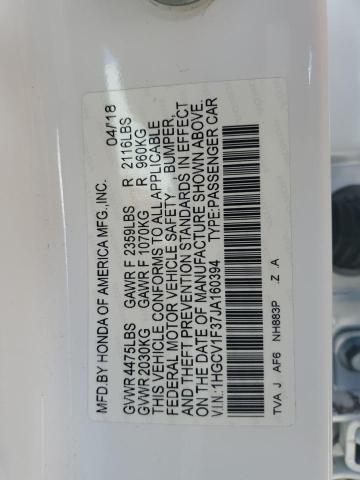 MFD.BY HONDA OF AMERICA MFG.,INC. 04/'18
GVWR 4475LBS GAWR F 2359LBS R 2116LBS
GVWR 2030KG GAWR F 1070KG R 960KG
THIS VEHICLE CONFORMS TO ALL APPLICABLE
FEDERAL MOTOR VEHICLE SAFETY , BUMPER,
AND THEFT PREVENTION STANDARDS IN EFFECT
ON THE DATE OF MANUFACTURE SHOWN ABOVE.
V.I.N.:1HGCV1F37JA160394 TYPE:PASSENGER CAR
TVA J AF6 NH883P .Z .A